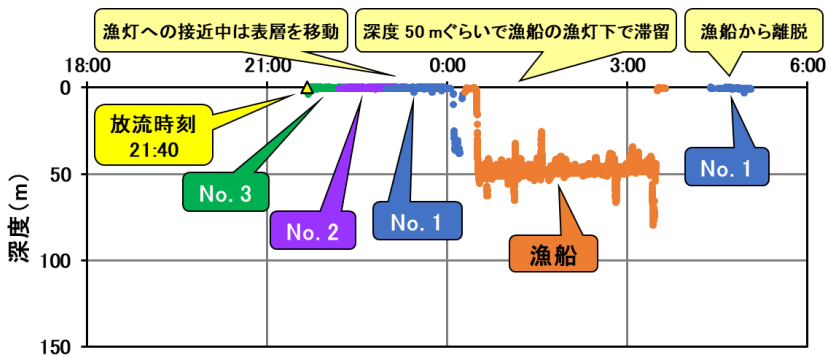 漁灯への接近中は表層を移動
深度 50 mぐらいで漁船の漁灯下で滞留
漁船から離脱
18:00
21:00
0:00
3:00
6:00
0
50
100
150
深度(m)
放流時刻
21:40
No. 3
No. 2
No. 1
漁船
No. 1